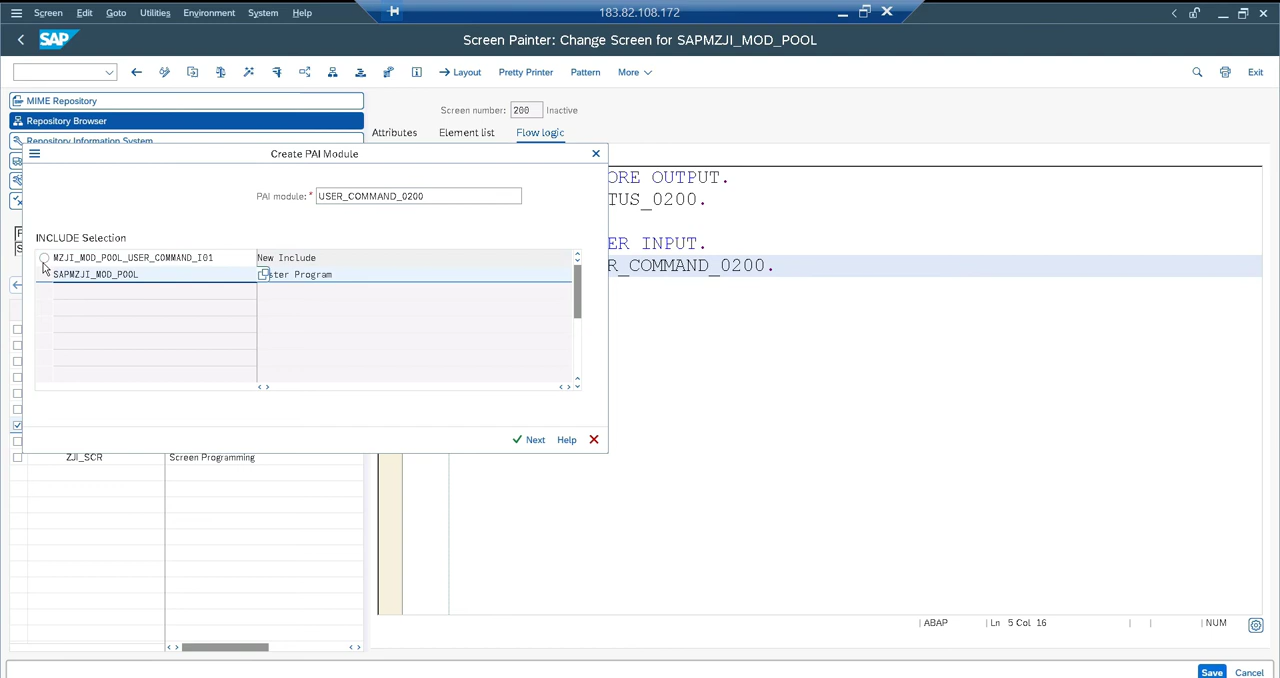 Screen Edit Goto Utilities Environment System Help
183.82.108.172
SAP
Screen Painter: Change Screen for SAPMZJI_MOD_POOL
Layout Pretty Printer Pattern More Exit
MIME Repository
Repository Browser
Repository Information System
Screen number: 200 Inactive
Attributes Element list Flow logic
Create PAI Module
PAI module: * USER_COMMAND_0200
INCLUDE Selection
MZJI_MOD_POOL_USER_COMMAND_I01 New Include
SAPMZJI_MOD_POOL ster Program
ORE OUTPUT.
TUS_0200.
ER INPUT.
R_COMMAND_0200.
Next Help
ZJI_SCR Screen Programming
ABAP Ln 5 Col 16 NUM
Save Cancel